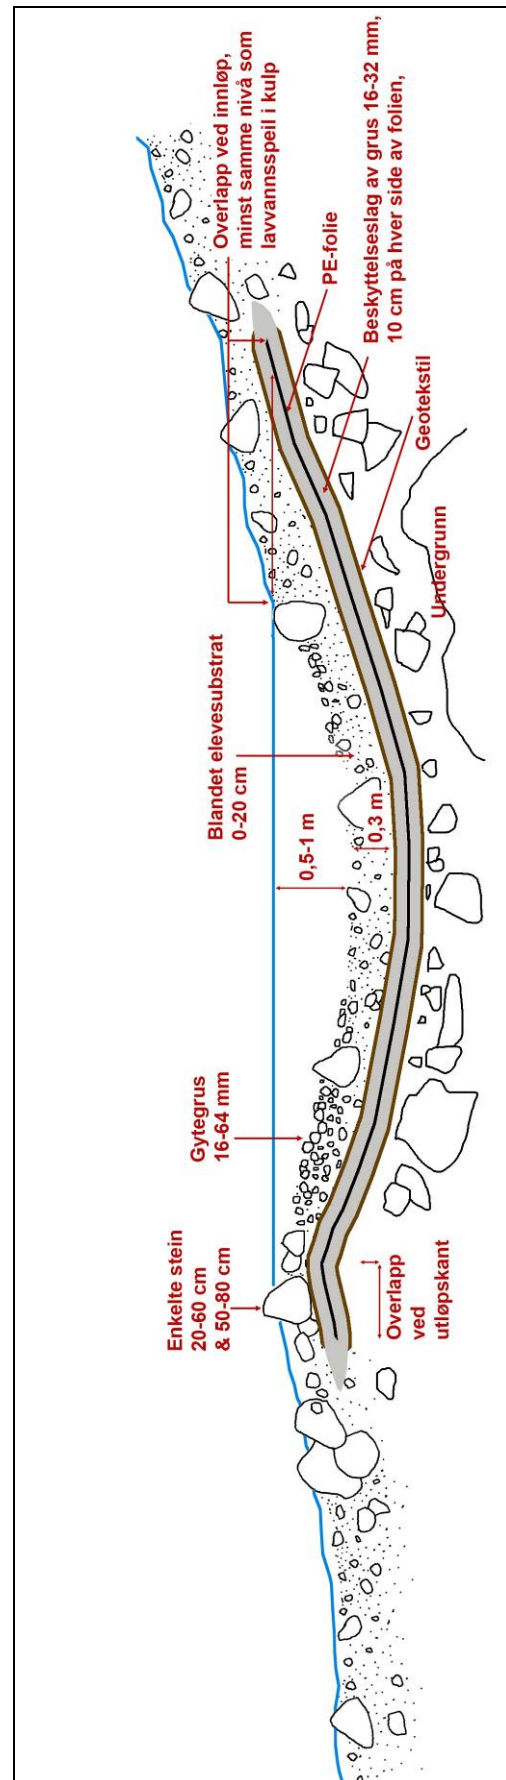 Enkelte stein
20-60 cm
& 50-80 cm
Gytegrus
16-64 mm
0,5-1 m
Blandet elevesubstrat
0-20 cm
Overlapp ved innløp,
minst samme nivå som
lavvannsspeil i kulp
0,3 m
PE-folie
Beskyttelseslag av grus 16-32 mm,
10 cm på hver side av folien,
Geotekstil
Undergrunn
Overlapp
ved
utløpskant